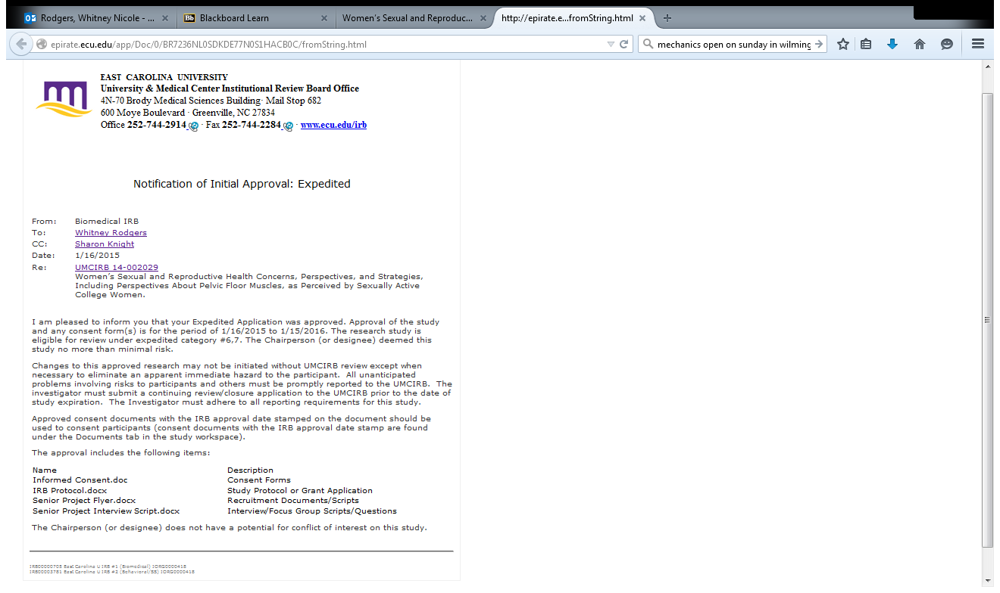 Rodgers, Whitney Nicole - ...
Blackboard Learn
Women's Sexual and Reproduc...
http://epirate.e...fromString.html
epirate.ecu.edu/app/Doc/0/BR7236NL0SDKDE77N0S1HACB0C/fromString.html
mechanics open on sunday in wilming
EAST CAROLINA UNIVERSITY
University & Medical Center Institutional Review Board Office
4N-70 Brody Medical Sciences Building· Mail Stop 682
600 Moye Boulevard · Greenville, NC 27834
Office 252-744-2914 · Fax 252-744-2284 · www.ecu.edu/irb
Notification of Initial Approval: Expedited
From: Biomedical IRB
To: Whitney Rodgers
CC: Sharon Knight
Date: 1/16/2015
Re: UMCIRB 14-002029
Women's Sexual and Reproductive Health Concerns, Perspectives, and Strategies,
Including Perspectives About Pelvic Floor Muscles, as Perceived by Sexually Active
College Women.
I am pleased to inform you that your Expedited Application was approved. Approval of the study
and any consent form(s) is for the period of 1/16/2015 to 1/15/2016. The research study is
eligible for review under expedited category #6,7. The Chairperson (or designee) deemed this
study no more than minimal risk.
Changes to this approved research may not be initiated without UMCIRB review except when
necessary to eliminate an apparent immediate hazard to the participant.  All unanticipated
problems involving risks to participants and others must be promptly reported to the UMCIRB.  The
investigator must submit a continuing review/closure application to the UMCIRB prior to the date of
study expiration.  The Investigator must adhere to all reporting requirements for this study.
Approved consent documents with the IRB approval date stamped on the document should be
used to consent participants (consent documents with the IRB approval date stamp are found
under the Documents tab in the study workspace).
The approval includes the following items:
Name Description
Informed Consent.doc Consent Forms
IRB Protocol.docx Study Protocol or Grant Application
Senior Project Flyer.docx Recruitment Documents/Scripts
Senior Project Interview Script.docx Interview/Focus Group Scripts/Questions
The Chairperson (or designee) does not have a potential for conflict of interest on this study.
IRB00000705 East Carolina U IRB #1 (Biomedical) IORG0000418
IRB00003781 East Carolina U IRB #2 (Behavioral/SS) IORG0000418